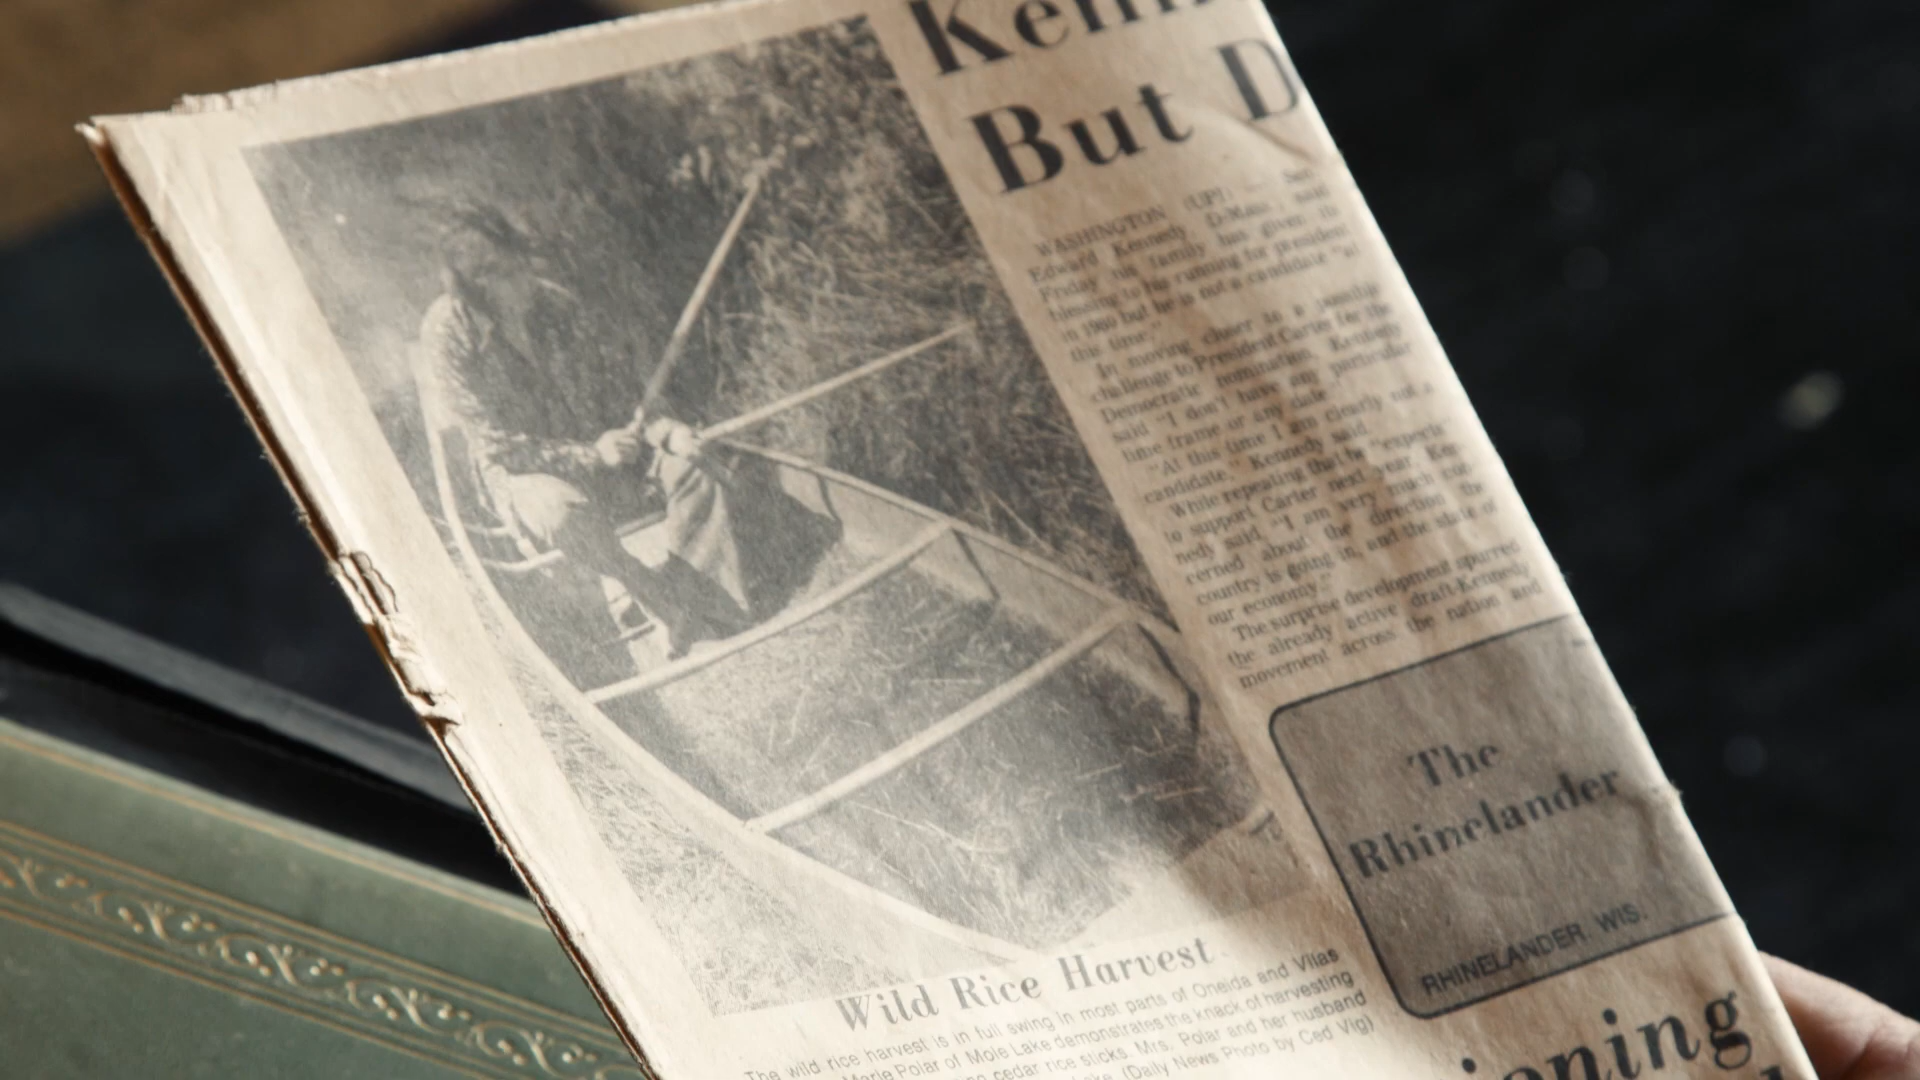 But D
WASHINGTON (UPI) — Sen.
Edward Kennedy, D-Mass., said
Friday his family has given its
blessing to his running for president
in 1980 but he is not a candidate "at
this time."
In moving closer to a possible
challenge to President Carter for the
Democratic nomination, Kennedy
said "I don't have any particular
time frame or any date.
"At this time I am clearly not a
candidate," Kennedy said.
While repeating that he "expects
to support Carter next year," Ken-
nedy said "I am very much con-
cerned about the direction the
country is going in, and the state of
our economy."
The surprise development spurred
the already active draft-Kennedy
movement across the nation and
The
Rhinelander
RHINELANDER, WIS.
Wild Rice Harvest
The wild rice harvest is in full swing in most parts of Oneida and Vilas
Marie Polar of Mole Lake demonstrates the knack of harvesting
cedar rice sticks. Mrs. Polar and her husband
Lake. (Daily News Photo by Ced Vig)
ioning